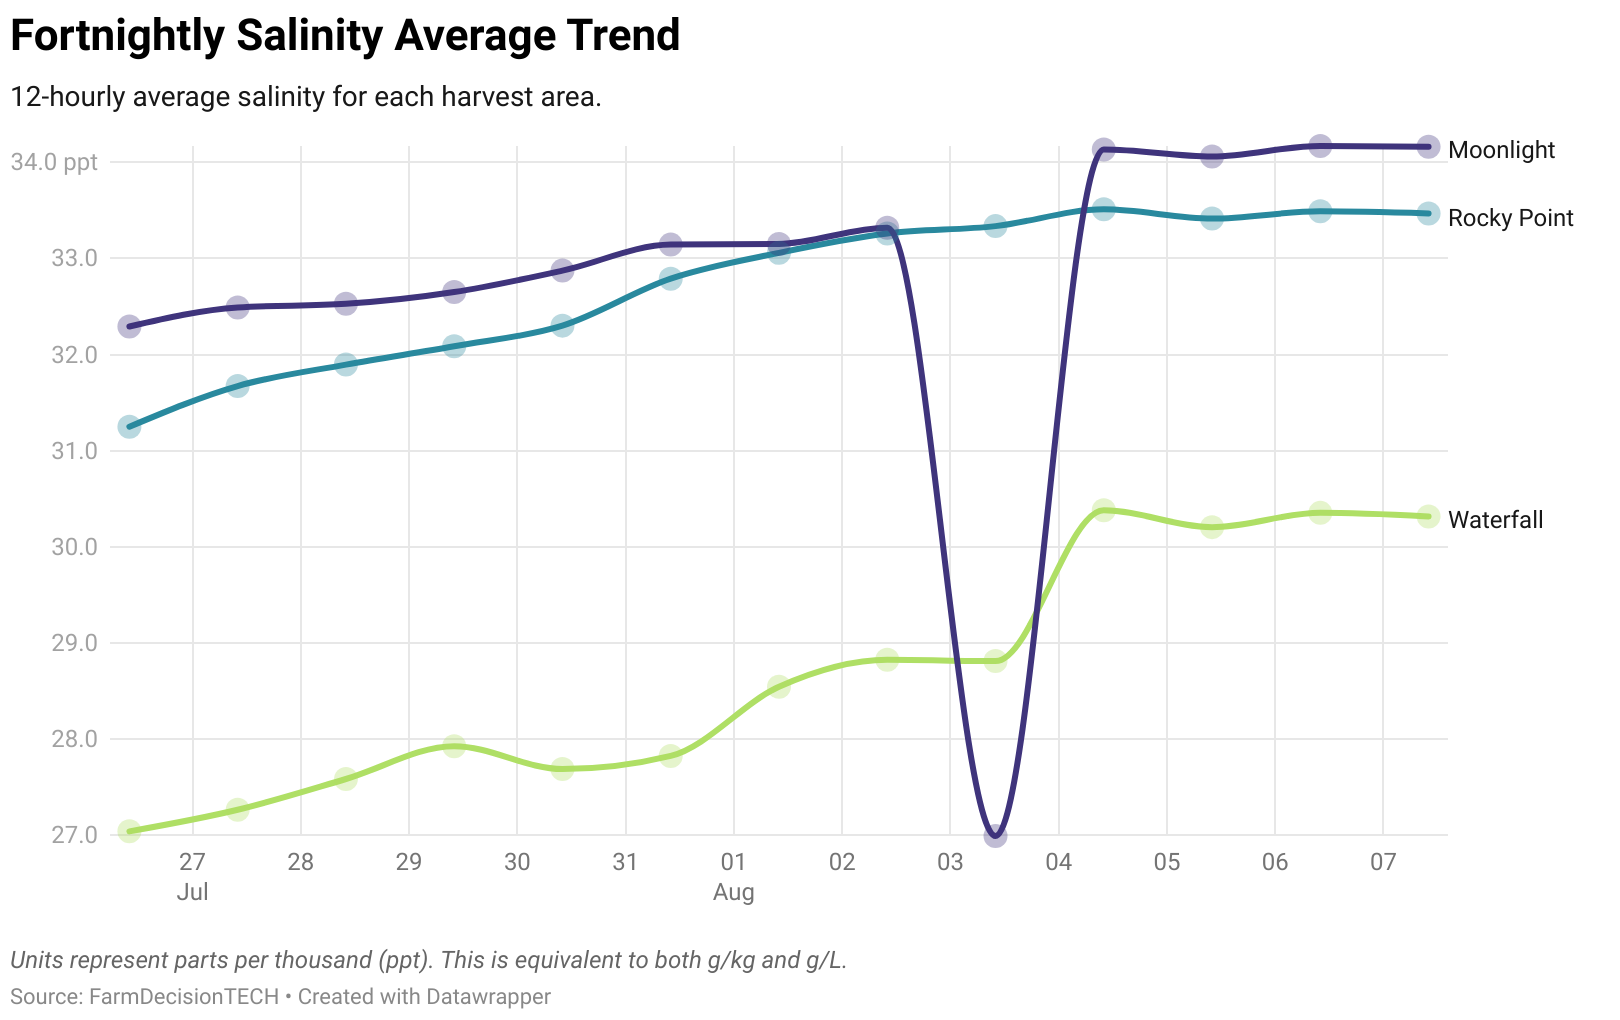 Fortnightly Salinity Average Trend
12-hourly average salinity for each harvest area.
34.0 ppt
33.0
32.0
31.0
30.0
29.0
28.0
27.0
Moonlight
Rocky Point
Waterfall
27 28 29 30 31 01 02 03 04 05 06 07
Jul Aug
Units represent parts per thousand (ppt). This is equivalent to both g/kg and g/L.
Source: FarmDecisionTECH • Created with Datawrapper